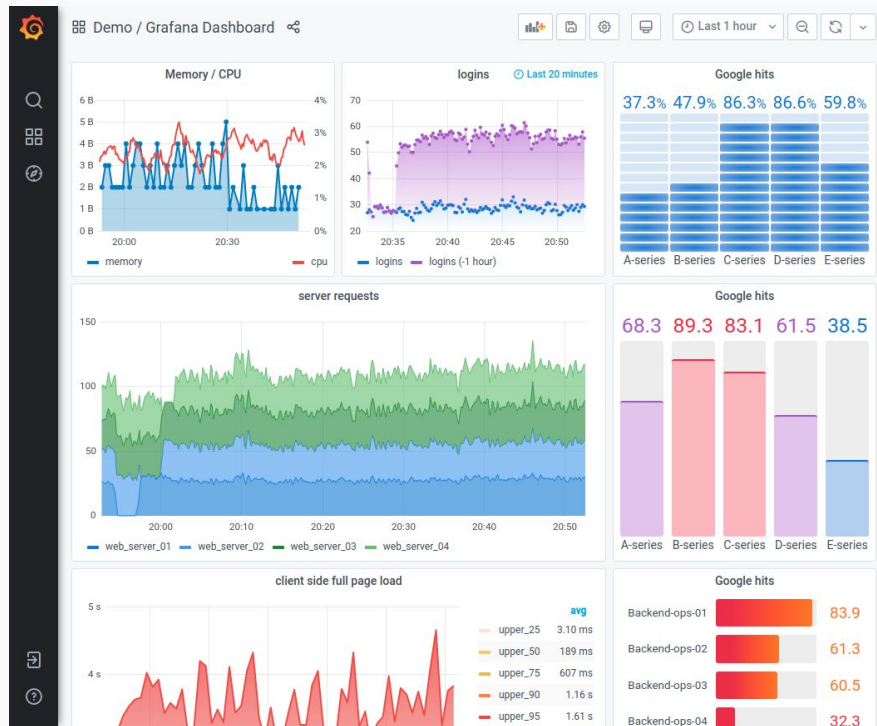 Demo / Grafana Dashboard
Last 1 hour
Memory / CPU
6 B
5 B
4 B
3 B
2 B
1 B
0 B
4%
3%
2%
1%
0%
20:00 20:30
memory cpu
logins Last 20 minutes
70
60
50
40
30
20
20:35 20:40 20:45 20:50
logins logins (-1 hour)
Google hits
37.3% 47.9% 86.3% 86.6% 59.8%
A-series B-series C-series D-series E-series
server requests
150
100
50
0
20:00 20:10 20:20 20:30 20:40 20:50
web_server_01 web_server_02 web_server_03 web_server_04
Google hits
68.3 89.3 83.1 61.5 38.5
A-series B-series C-series D-series E-series
client side full page load
5 s
4 s
avg
upper_25 3.10 ms
upper_50 189 ms
upper_75 607 ms
upper_90 1.16 s
upper_95 1.61 s
Google hits
Backend-ops-01 83.9
Backend-ops-02 61.3
Backend-ops-03 60.5
Backend-ops-04 32.3